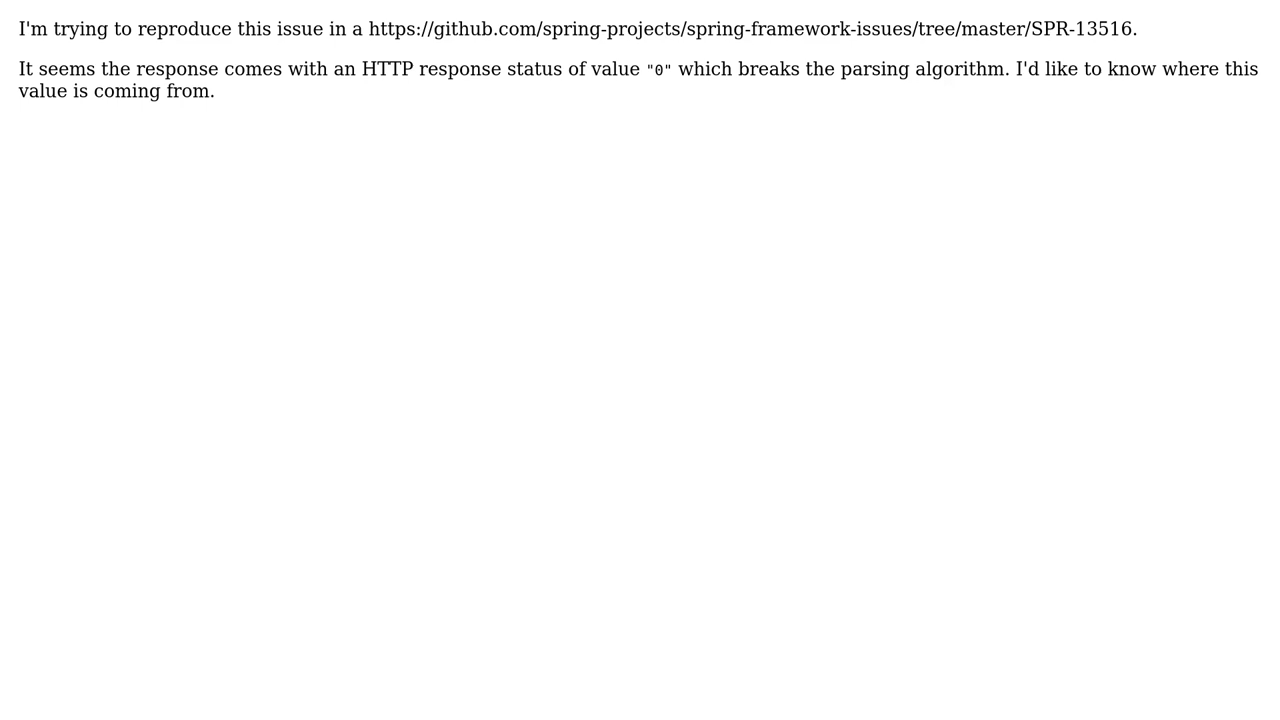 I'm trying to reproduce this issue in a https://github.com/spring-projects/spring-framework-issues/tree/master/SPR-13516.
It seems the response comes with an HTTP response status of value "0" which breaks the parsing algorithm. I'd like to know where this
value is coming from.